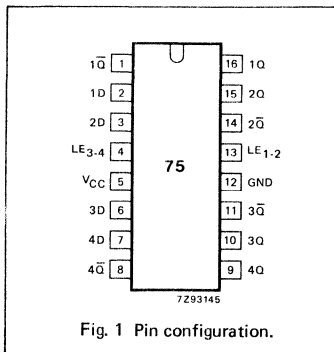 1Q̅ 1 16 1Q
1D 2 15 2Q
2D 3 14 2Q̅
LE3-4 4 13 LE1-2
VCC 5 75 12 GND
3D 6 11 3Q̅
4D 7 10 3Q
4Q̅ 8 9 4Q
7Z93145
Fig. 1 Pin configuration.